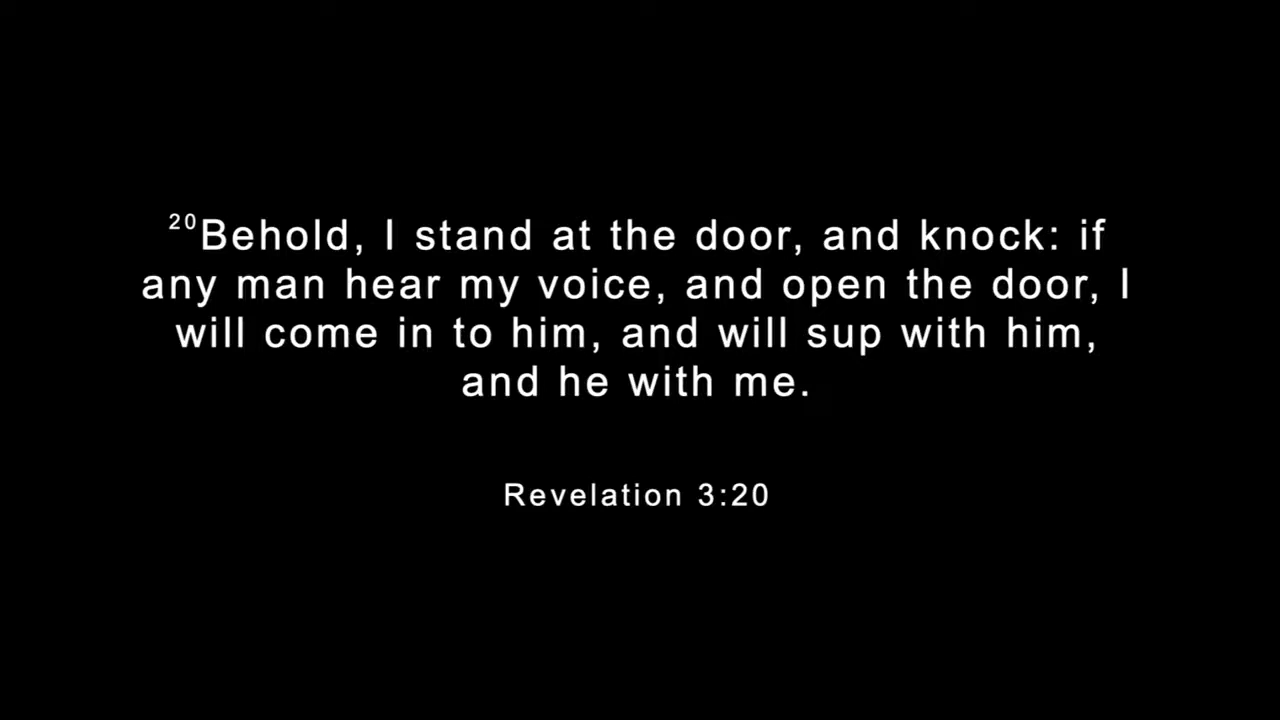 20Behold, I stand at the door, and knock: if
any man hear my voice, and open the door, I
will come in to him, and will sup with him,
and he with me.
Revelation 3:20